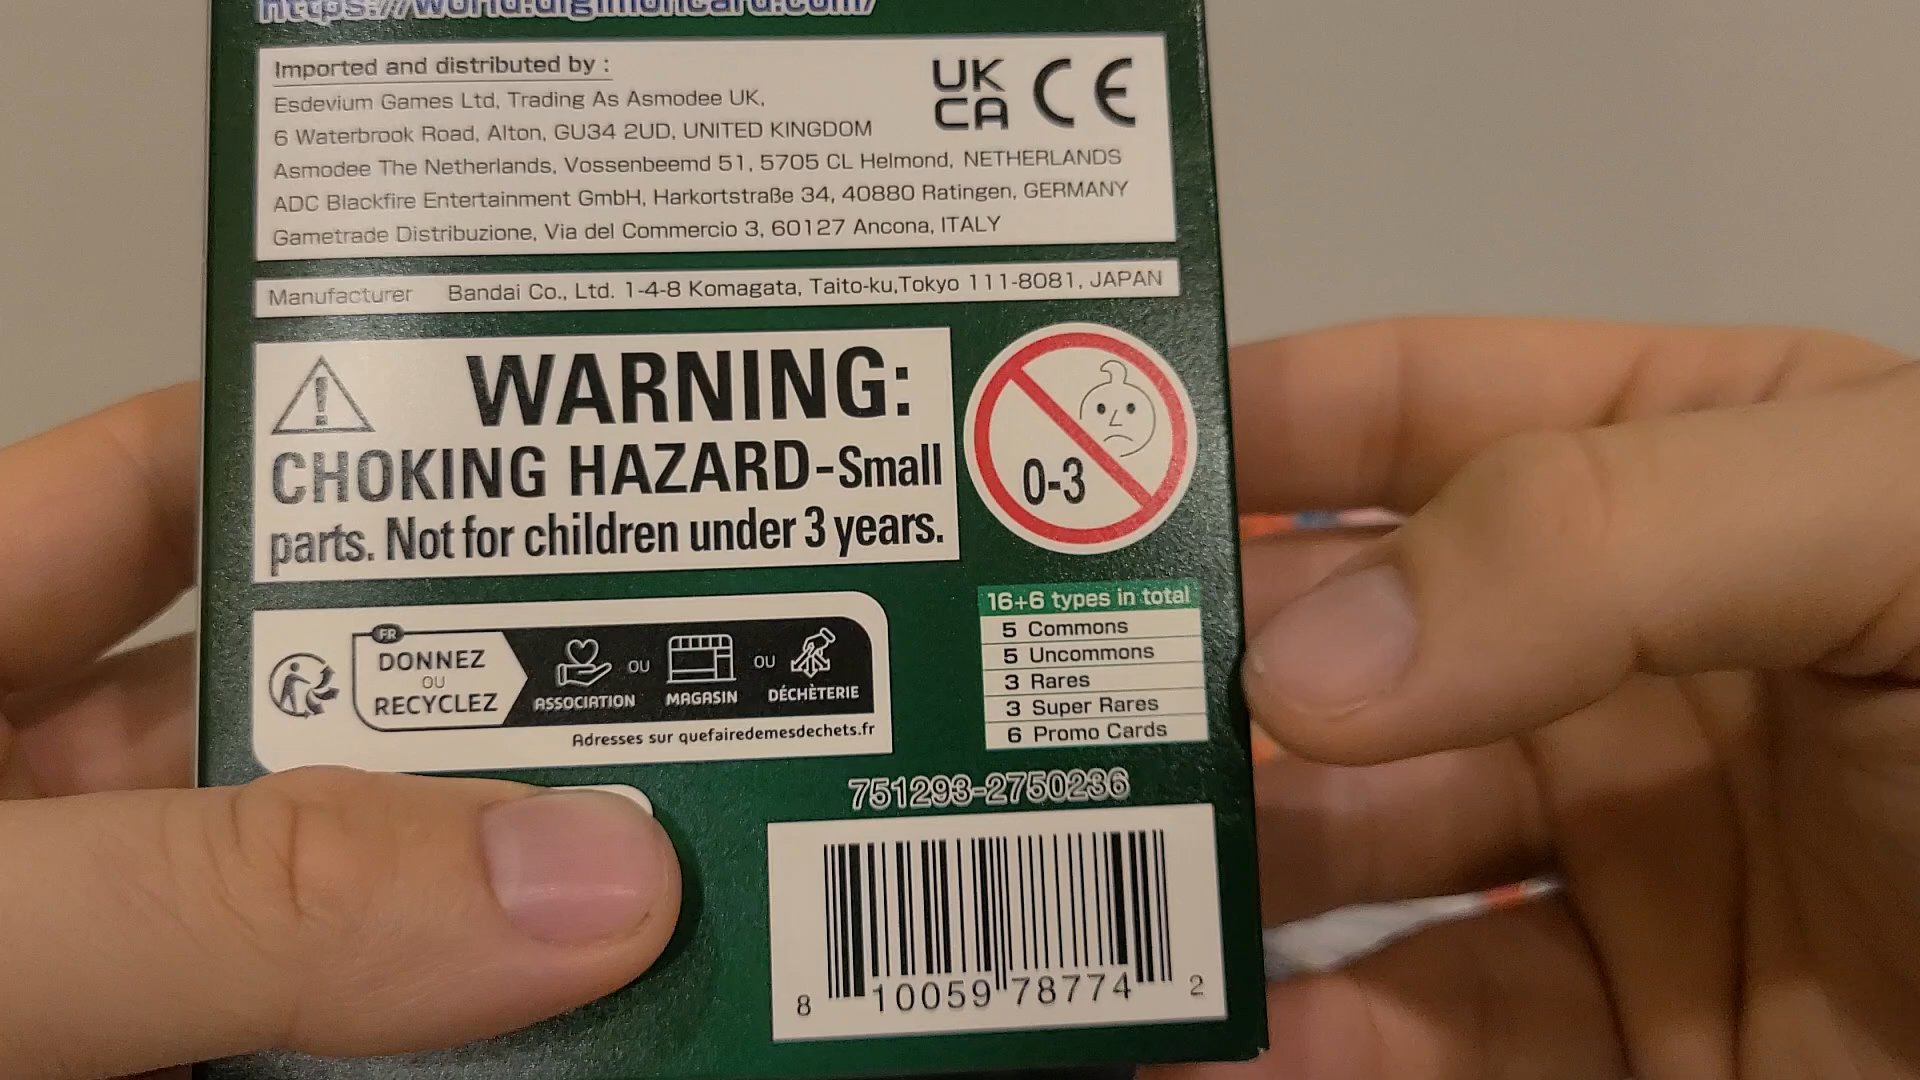 https://world.digimoncard.com/
Imported and distributed by :
UK
CA
CE
Esdevium Games Ltd, Trading As Asmodee UK,
6 Waterbrook Road, Alton, GU34 2UD, UNITED KINGDOM
Asmodee The Netherlands, Vossenbeemd 51, 5705 CL Helmond, NETHERLANDS
ADC Blackfire Entertainment GmbH, Harkortstraße 34, 40880 Ratingen, GERMANY
Gametrade Distribuzione, Via del Commercio 3, 60127 Ancona, ITALY
Manufacturer Bandai Co., Ltd. 1-4-8 Komagata, Taito-ku,Tokyo 111-8081, JAPAN
WARNING:
CHOKING HAZARD-Small
parts. Not for children under 3 years.
0-3
FR
DONNEZ
OU
RECYCLEZ
ASSOCIATION OU MAGASIN OU DÉCHÈTERIE
Adresses sur quefairedemesdechets.fr
16+6 types in total
5 Commons
5 Uncommons
3 Rares
3 Super Rares
6 Promo Cards
751293-2750236
8 10059 78774 2